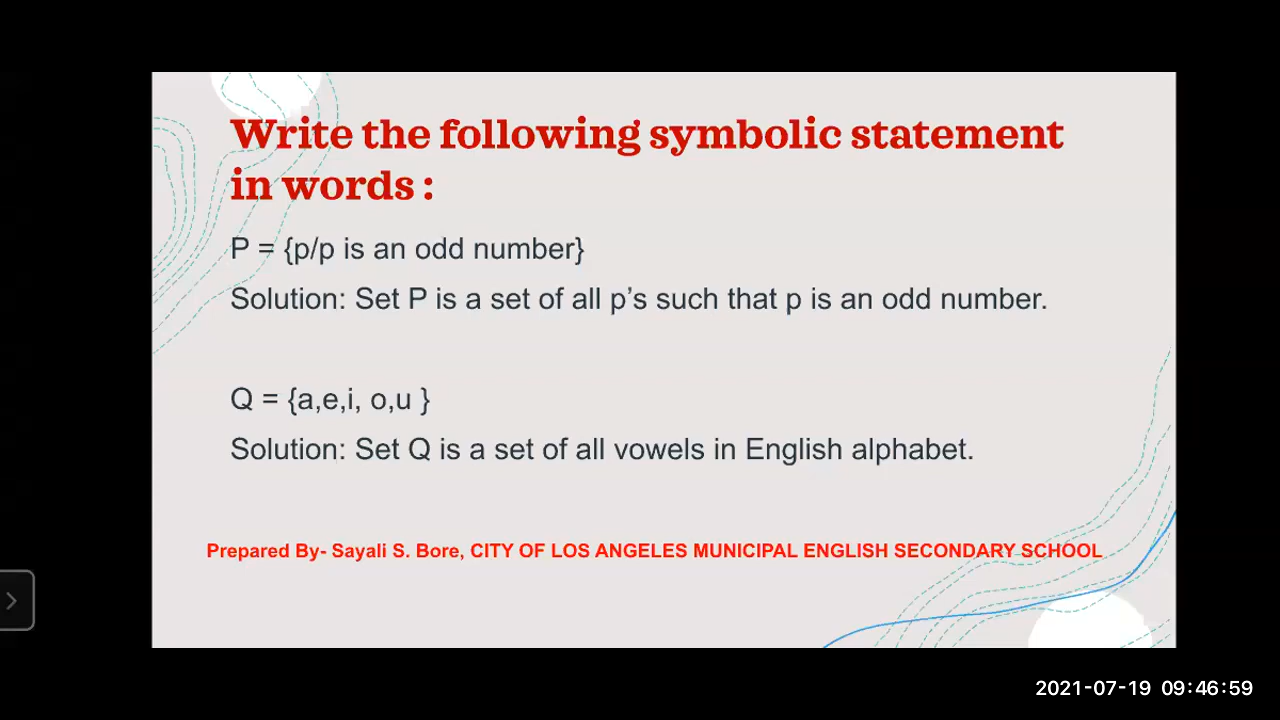 Write the following symbolic statement
in words :
P = {p/p is an odd number}
Solution: Set P is a set of all p’s such that p is an odd number.
Q = {a,e,i, o,u }
Solution: Set Q is a set of all vowels in English alphabet.
Prepared By- Sayali S. Bore, CITY OF LOS ANGELES MUNICIPAL ENGLISH SECONDARY SCHOOL
2021-07-19 09:46:59